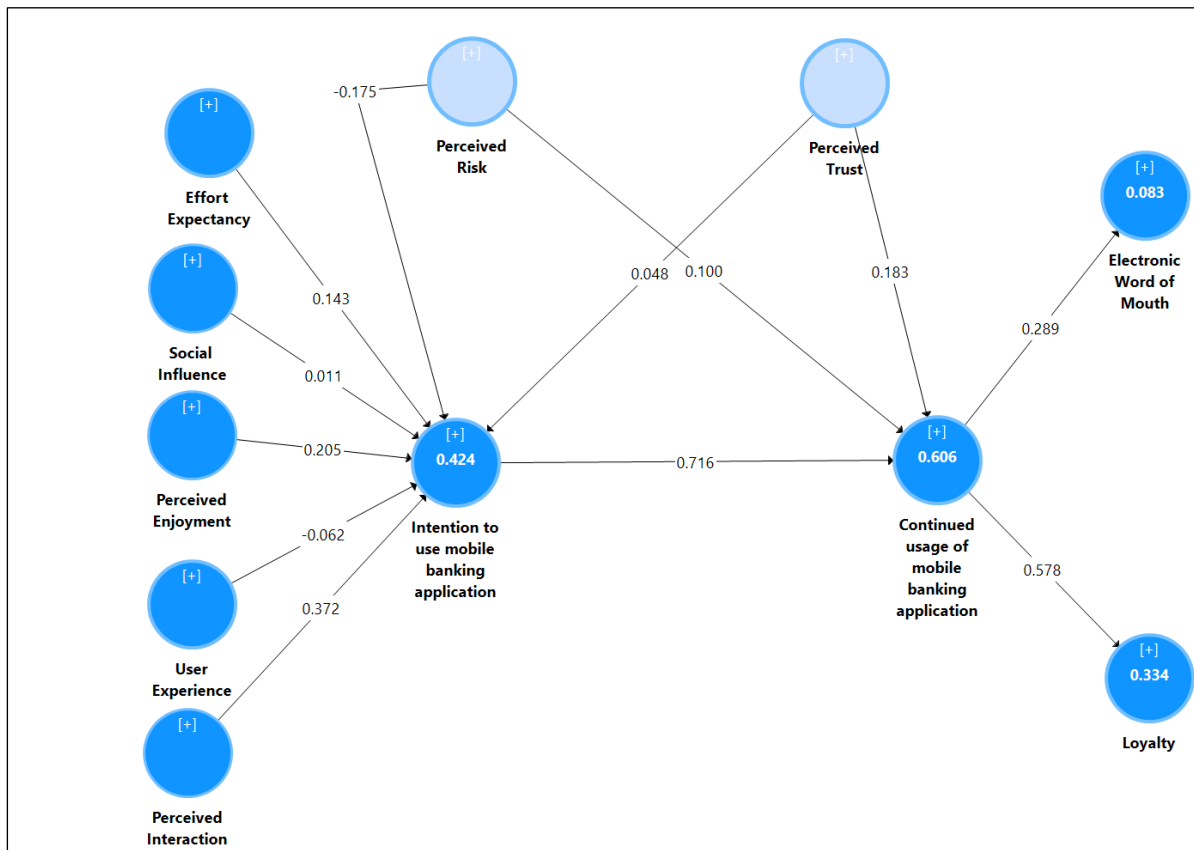 [+]
Perceived
Risk
[+]
Perceived
Trust
-0.175
[+]
Effort
Expectancy
[+]
0.083
Electronic
Word of
Mouth
[+]
Social
Influence
0.143
0.048
0.100
0.183
0.289
0.011
[+]
Perceived
Enjoyment
0.205
[+]
0.424
Intention to
use mobile
banking
application
0.716
[+]
0.606
Continued
usage of
mobile
banking
application
-0.062
[+]
User
Experience
0.372
0.578
[+]
0.334
Loyalty
[+]
Perceived
Interaction